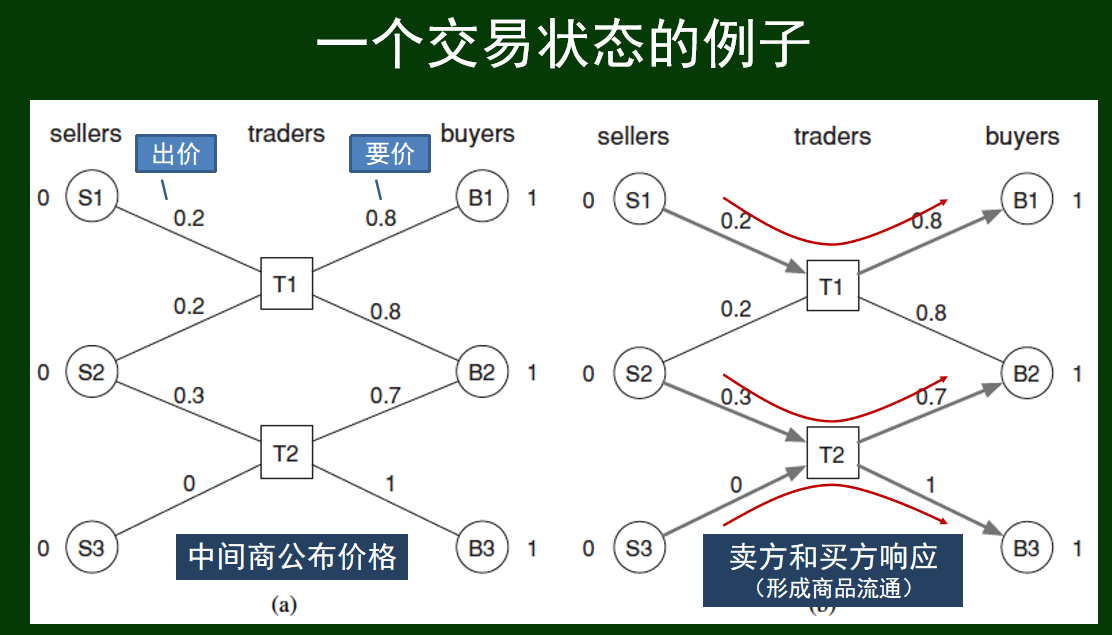 一个交易状态的例子
sellers traders buyers
出价 要价
0 S1 0.2 0.8 B1 1
T1
0.2 0.8
0 S2 B2 1
0.3 0.7
T2
0 1
0 S3 B3 1
中间商公布价格
(a)
sellers traders buyers
0 S1 0.2 0.8 B1 1
T1
0.2 0.8
0 S2 B2 1
0.3 0.7
T2
0 1
0 S3 B3 1
卖方和买方响应
(形成商品流通)
(b)